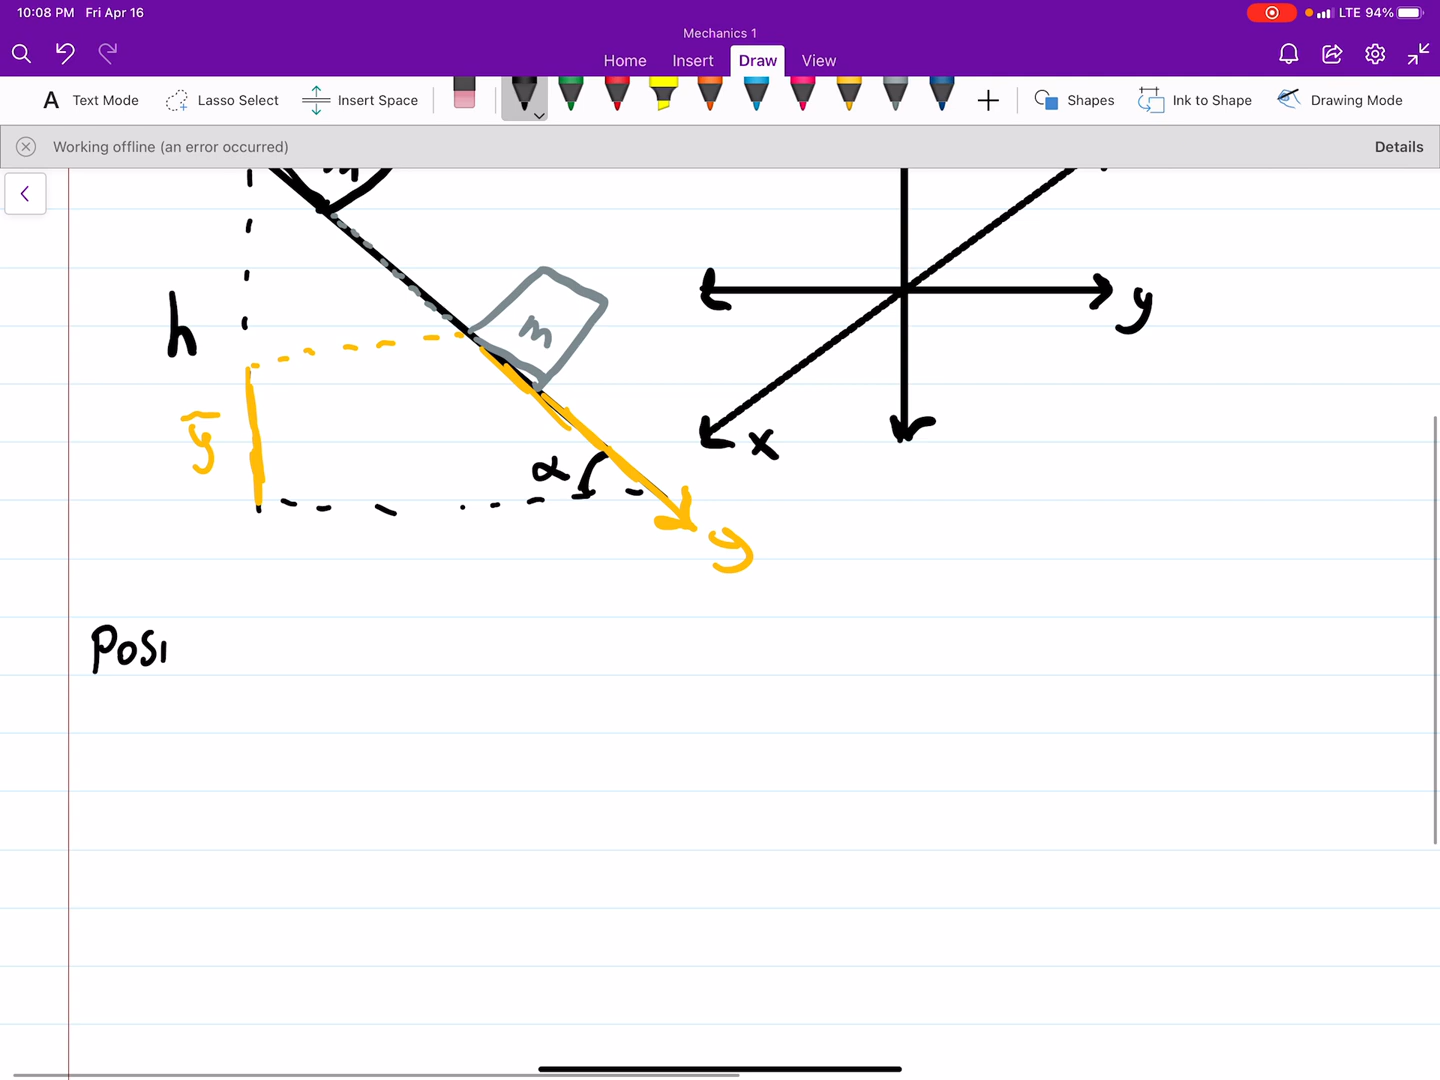 10:08 PM Fri Apr 16
LTE 94%
Mechanics 1
Home Insert Draw View
A Text Mode Lasso Select Insert Space Shapes Ink to Shape Drawing Mode
Working offline (an error occurred) Details
h
m
y
ȳ
α
x
y
Posi